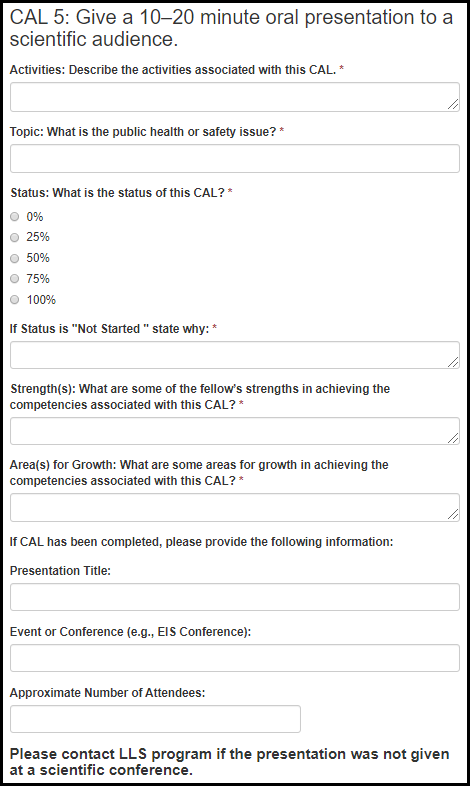 CAL 5: Give a 10–20 minute oral presentation to a
scientific audience.
Activities: Describe the activities associated with this CAL. *
Topic: What is the public health or safety issue? *
Status: What is the status of this CAL? *
0%
25%
50%
75%
100%
If Status is "Not Started " state why: *
Strength(s): What are some of the fellow's strengths in achieving the
competencies associated with this CAL? *
Area(s) for Growth: What are some areas for growth in achieving the
competencies associated with this CAL? *
If CAL has been completed, please provide the following information:
Presentation Title:
Event or Conference (e.g., EIS Conference):
Approximate Number of Attendees:
Please contact LLS program if the presentation was not given
at a scientific conference.